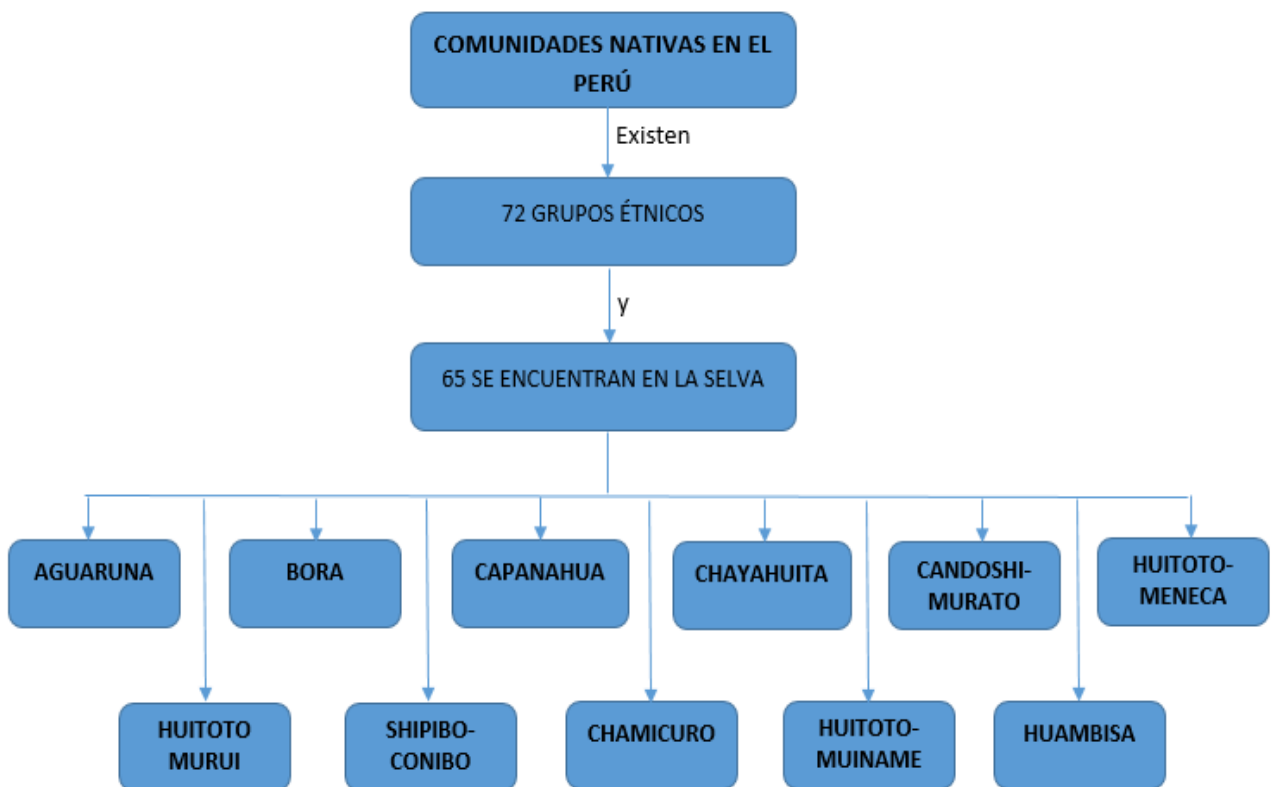 COMUNIDADES NATIVAS EN EL
PERÚ
Existen
72 GRUPOS ÉTNICOS
y
65 SE ENCUENTRAN EN LA SELVA
AGUARUNA
BORA
CAPANAHUA
CHAYAHUITA
CANDOSHI-
MURATO
HUITOTO-
MENECA
HUITOTO
MURUI
SHIPIBO-
CONIBO
CHAMICURO
HUITOTO-
MUINAME
HUAMBISA